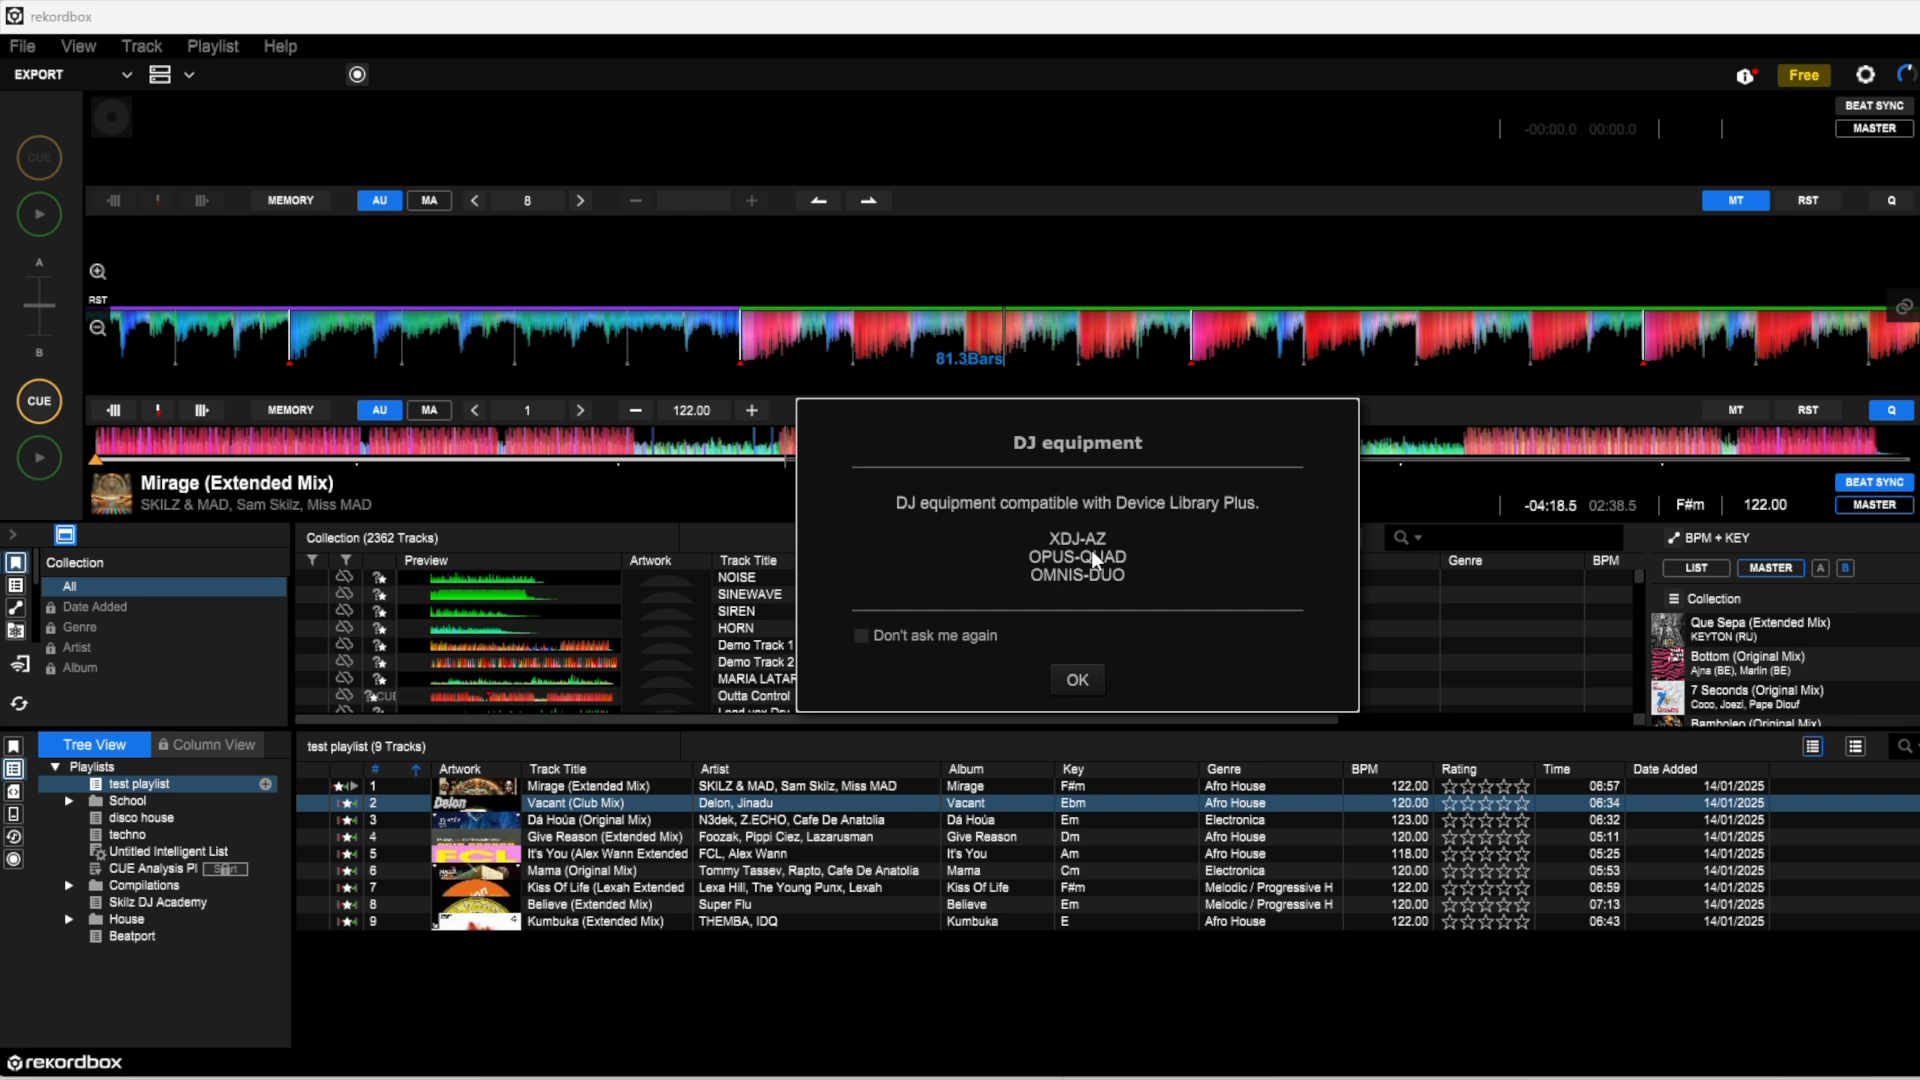 rekordbox
File View Track Playlist Help
EXPORT
Free
BEAT SYNC
-00:00.0 00:00.0
MASTER
CUE
MEMORY AU MA 8 MT RST Q
A
RST
B
81.3Bars
CUE
MEMORY AU MA 1 122.00 MT RST Q
Mirage (Extended Mix)
SKILZ & MAD, Sam Skilz, Miss MAD
-04:18.5 02:38.5 F#m 122.00
BEAT SYNC
MASTER
DJ equipment
DJ equipment compatible with Device Library Plus.
XDJ-AZ
OPUS-QUAD
OMNIS-DUO
Don't ask me again
OK
Collection
All
Date Added
Genre
Artist
Album
Collection (2362 Tracks)
Preview Artwork Track Title Genre BPM
NOISE
SINEWAVE
SIREN
HORN
Demo Track 1
Demo Track 2
MARIA LATAR
CUE Outta Control
BPM + KEY
LIST MASTER A B
Collection
Que Sepa (Extended Mix)
KEYTON (RU)
Bottom (Original Mix)
Ajna (BE), Marlin (BE)
7 Seconds (Original Mix)
Coco, Joezi, Pape Diouf
Bamboleo (Original Mix)
Tree View Column View
Playlists
test playlist
School
disco house
techno
Untitled Intelligent List
CUE Analysis Pl
Compilations
Skilz DJ Academy
House
Beatport
test playlist (9 Tracks)
# Artwork Track Title Artist Album Key Genre BPM Rating Time Date Added
1 Mirage (Extended Mix) SKILZ & MAD, Sam Skilz, Miss MAD Mirage F#m Afro House 122.00 06:57 14/01/2025
2 Delon Vacant (Club Mix) Delon, Jinadu Vacant Ebm Afro House 120.00 06:34 14/01/2025
3 Dá Hoúa (Original Mix) N3dek, Z.ECHO, Cafe De Anatolia Dá Hoúa Em Electronica 123.00 06:32 14/01/2025
4 Give Reason (Extended Mix) Foozak, Pippi Ciez, Lazarusman Give Reason Dm Afro House 120.00 05:11 14/01/2025
5 FCL It's You (Alex Wann Extended FCL, Alex Wann It's You Am Afro House 118.00 05:25 14/01/2025
6 Mama (Original Mix) Tommy Tassev, Rapto, Cafe De Anatolia Mama Cm Electronica 120.00 05:53 14/01/2025
7 Kiss Of Life (Lexah Extended Lexa Hill, The Young Punx, Lexah Kiss Of Life F#m Melodic / Progressive H 122.00 06:59 14/01/2025
8 Believe (Extended Mix) Super Flu Believe Em Melodic / Progressive H 120.00 07:13 14/01/2025
9 Kumbuka (Extended Mix) THEMBA, IDQ Kumbuka E Afro House 122.00 06:43 14/01/2025
rekordbox